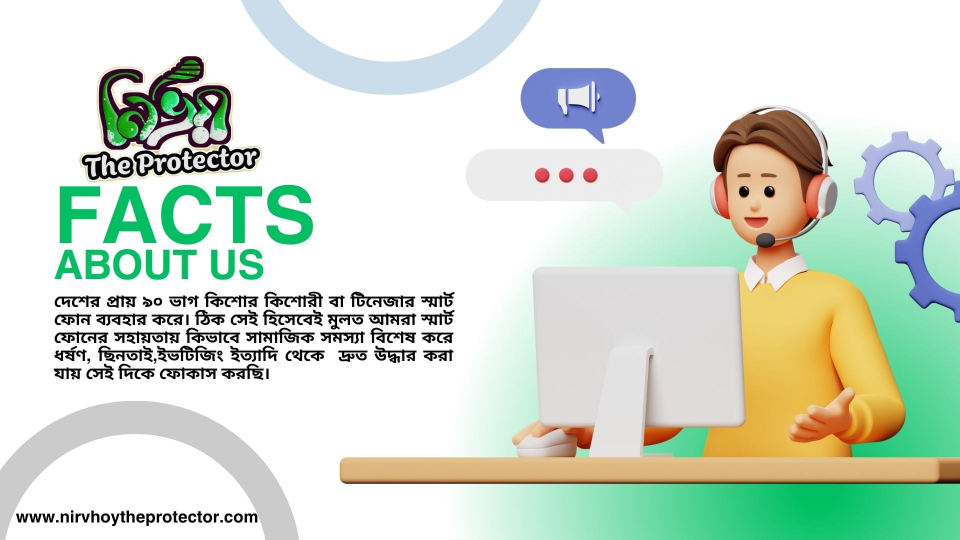 নির্ভয়
The Protector
FACTS
ABOUT US
দেশের প্রায় ৯০ ভাগ কিশোর কিশোরী বা টিনেজার স্মার্ট
ফোন ব্যবহার করে। ঠিক সেই হিসেবেই মুলত আমরা স্মার্ট
ফোনের সহায়তায় কিভাবে সামাজিক সমস্যা বিশেষ করে
ধর্ষণ, ছিনতাই,ইভটিজিং ইত্যাদি থেকে দ্রুত উদ্ধার করা
যায় সেই দিকে ফোকাস করছি।
www.nirvhoytheprotector.com